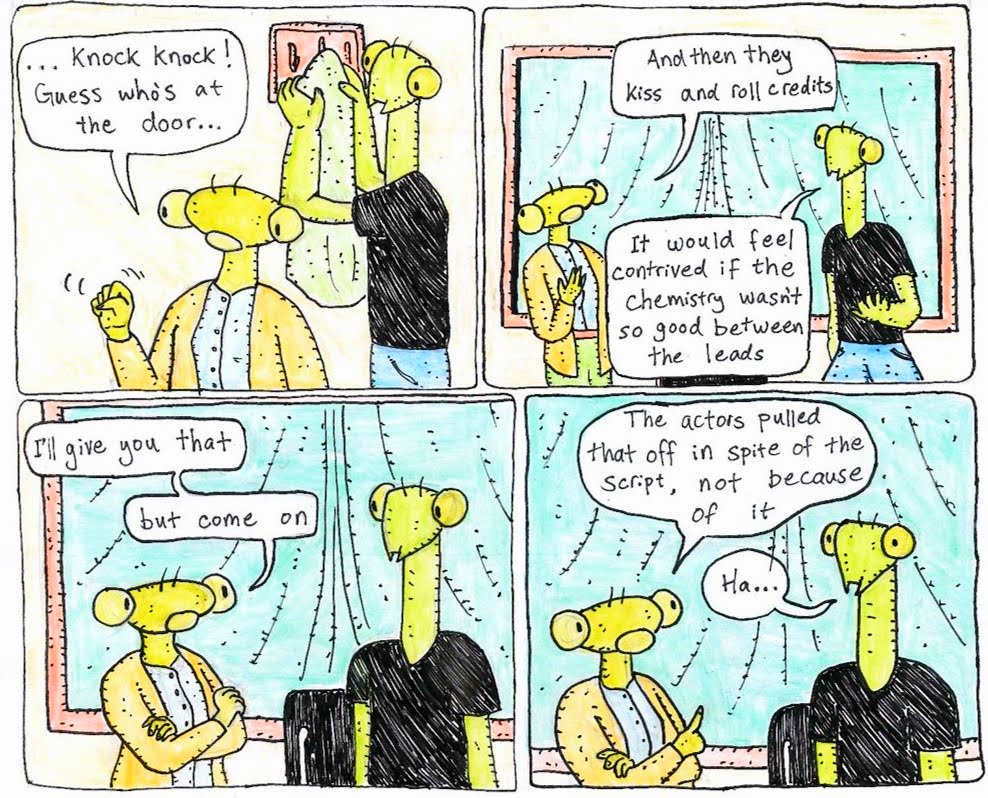 ... Knock Knock!
Guess who's at
the door...
And then they
kiss and roll credits
It would feel
contrived if the
chemistry wasn't
so good between
the leads
I'll give you that
but come on
The actors pulled
that off in spite of the
script, not because
of it
Ha...